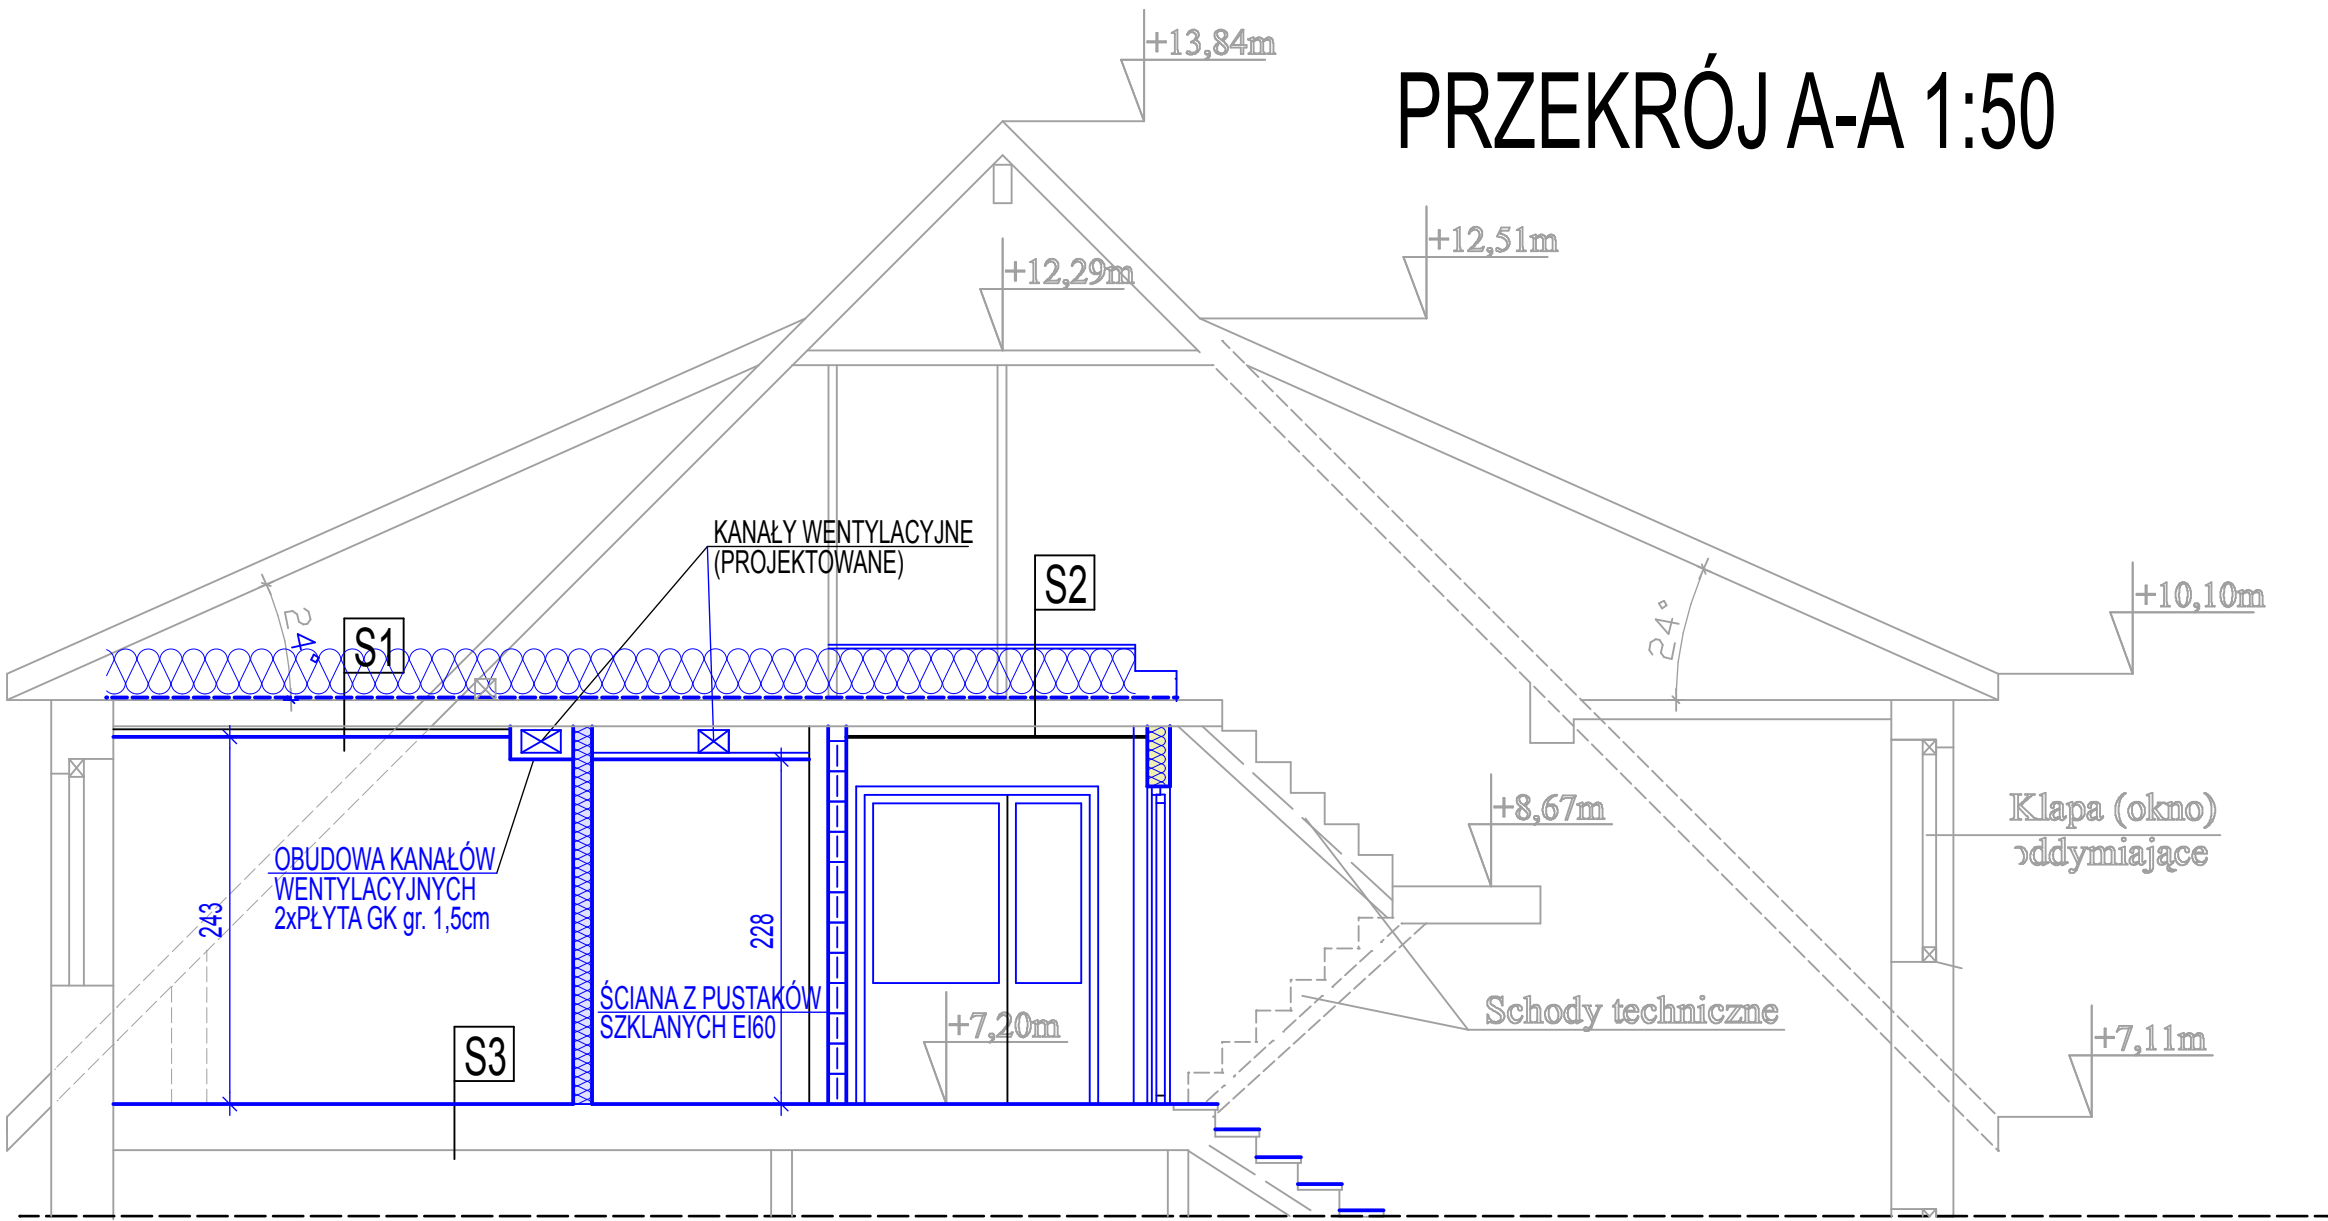 +13,84m
PRZEKRÓJ A-A 1:50
+12,51m
+12,29m
KANAŁY WENTYLACYJNE
(PROJEKTOWANE)
S2
+10,10m
24°
S1
24°
+8,67m
Klapa (okno)
oddymiające
OBUDOWA KANAŁÓW
WENTYLACYJNYCH
2xPŁYTA GK gr. 1,5cm
243
228
ŚCIANA Z PUSTAKÓW
SZKLANYCH EI60
Schody techniczne
+7,20m
+7,11m
S3